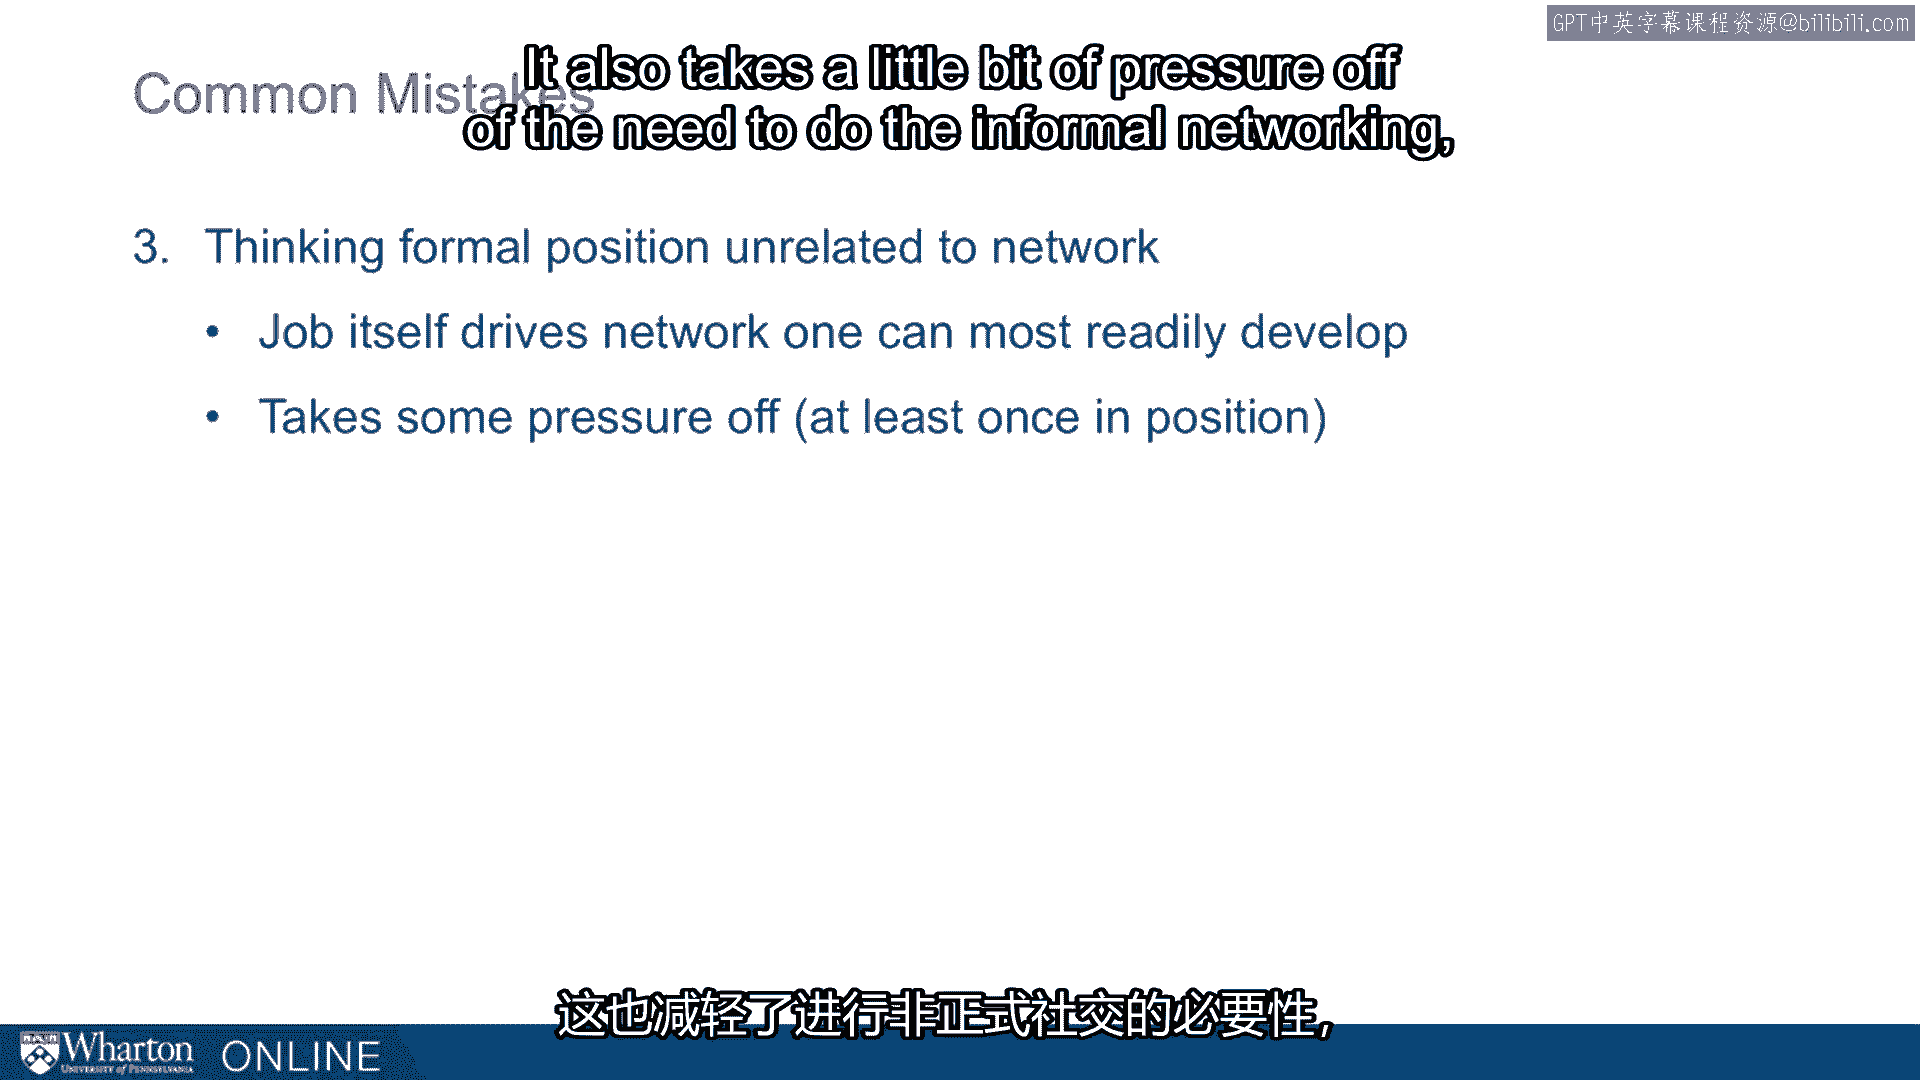 GPT中英字幕课程资源@bilibili.com
It also takes a little bit of pressure off
of the need to do the informal networking,
Common Mistakes
3. Thinking formal position unrelated to network
• Job itself drives network one can most readily develop
• Takes some pressure off (at least once in position)
这也减轻了进行非正式社交的必要性，
Wharton
UNIVERSITY of PENNSYLVANIA
ONLINE